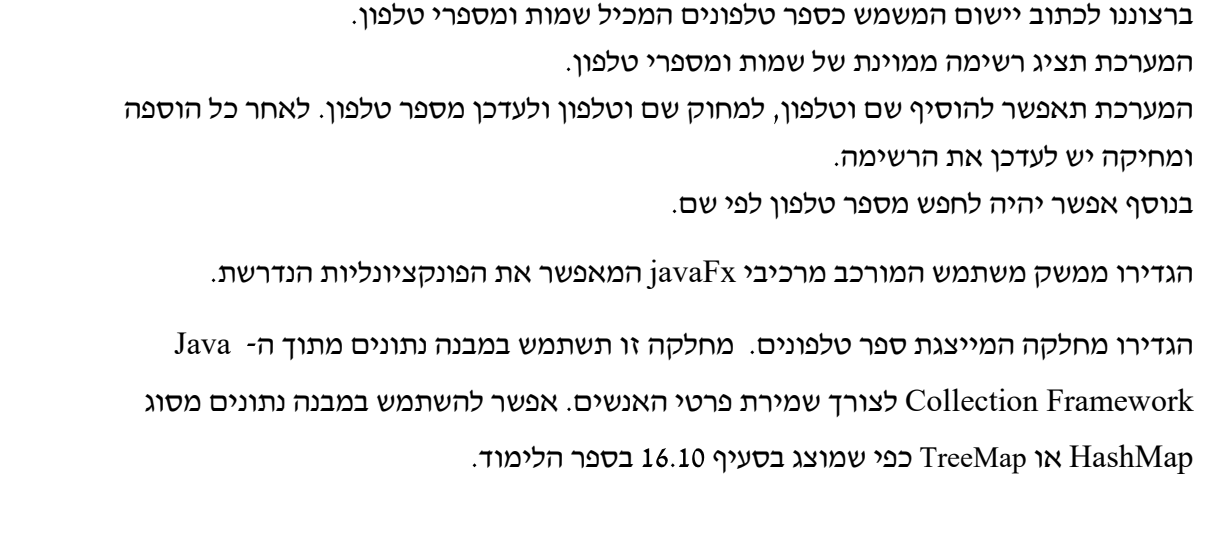 ברצוננו לכתוב יישום המשמש כספר טלפונים המכיל שמות ומספרי טלפון.
המערכת תציג רשימה ממוינת של שמות ומספרי טלפון.
המערכת תאפשר להוסיף שם וטלפון, למחוק שם וטלפון ולעדכן מספר טלפון. לאחר כל הוספה
ומחיקה יש לעדכן את הרשימה.
בנוסף אפשר יהיה לחפש מספר טלפון לפי שם.
הגדירו ממשק משתמש המורכב מרכיבי javaFx המאפשר את הפונקציונליות הנדרשת.
הגדירו מחלקה המייצגת ספר טלפונים. מחלקה זו תשתמש במבנה נתונים מתוך ה- Java
Collection Framework לצורך שמירת פרטי האנשים. אפשר להשתמש במבנה נתונים מסוג
HashMap או TreeMap כפי שמוצג בסעיף 16.10 בספר הלימוד.